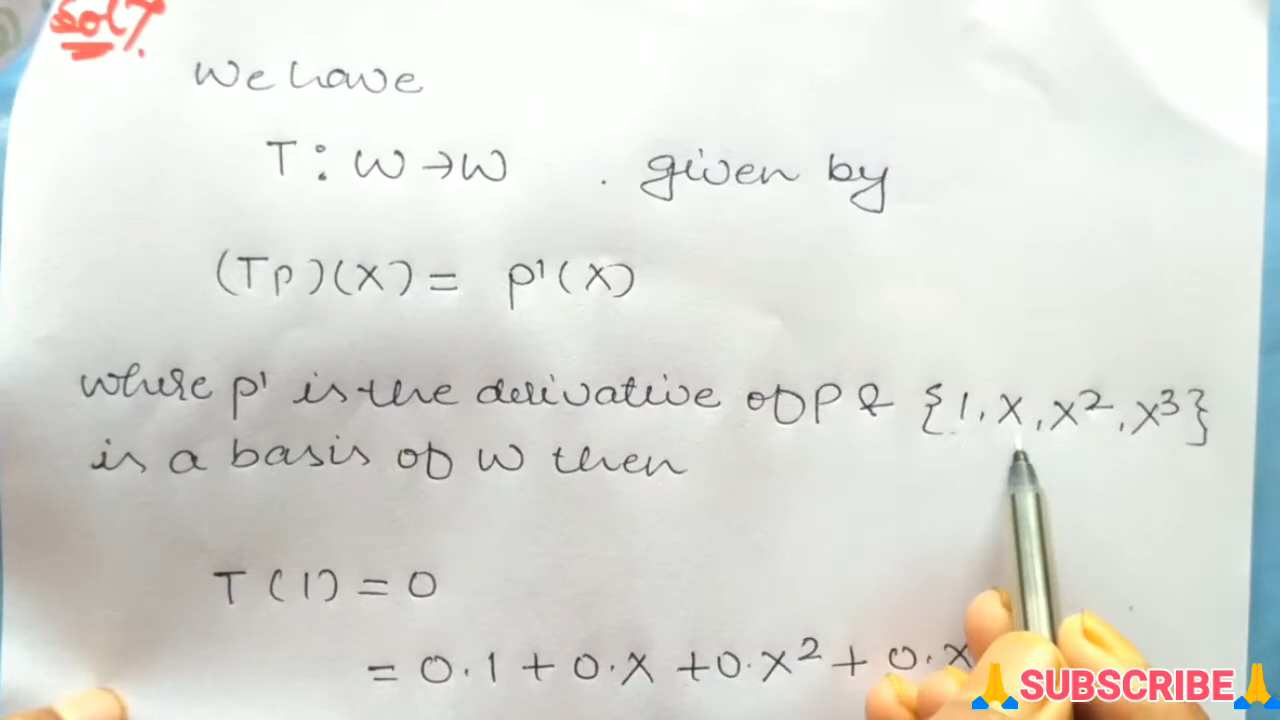 Sol?
We have
T : W → W . given by
(Tp)(x) = p'(x)
where p' is the derivative of P & {1, x, x², x³}
is a basis of W then
T(1) = 0
= 0.1 + 0.x + 0.x² + 0.x
🙏SUBSCRIBE🙏